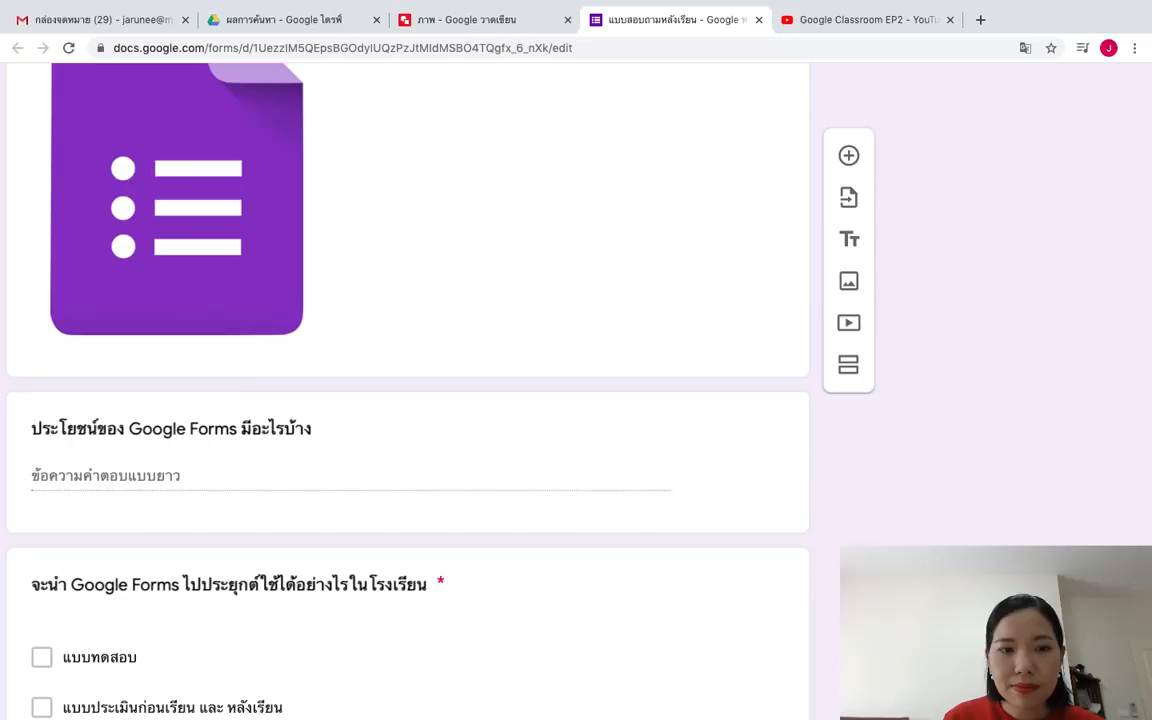 กล่องจดหมาย (29) - jarunee@m
ผลการค้นหา - Google ไดรฟ์
ภาพ - Google วาดเขียน
แบบสอบถามหลังเรียน - Google ฟ
Google Classroom EP2 - YouTu
docs.google.com/forms/d/1UezzlM5QEpsBGOdyIUQzPzJtMldMSBO4TQgfx_6_nXk/edit
J
Tт
ประโยชน์ของ Google Forms มีอะไรบ้าง
ข้อความคำตอบแบบยาว
จะนำ Google Forms ไปประยุกต์ใช้ได้อย่างไรในโรงเรียน *
แบบทดสอบ
แบบประเมินก่อนเรียน และ หลังเรียน